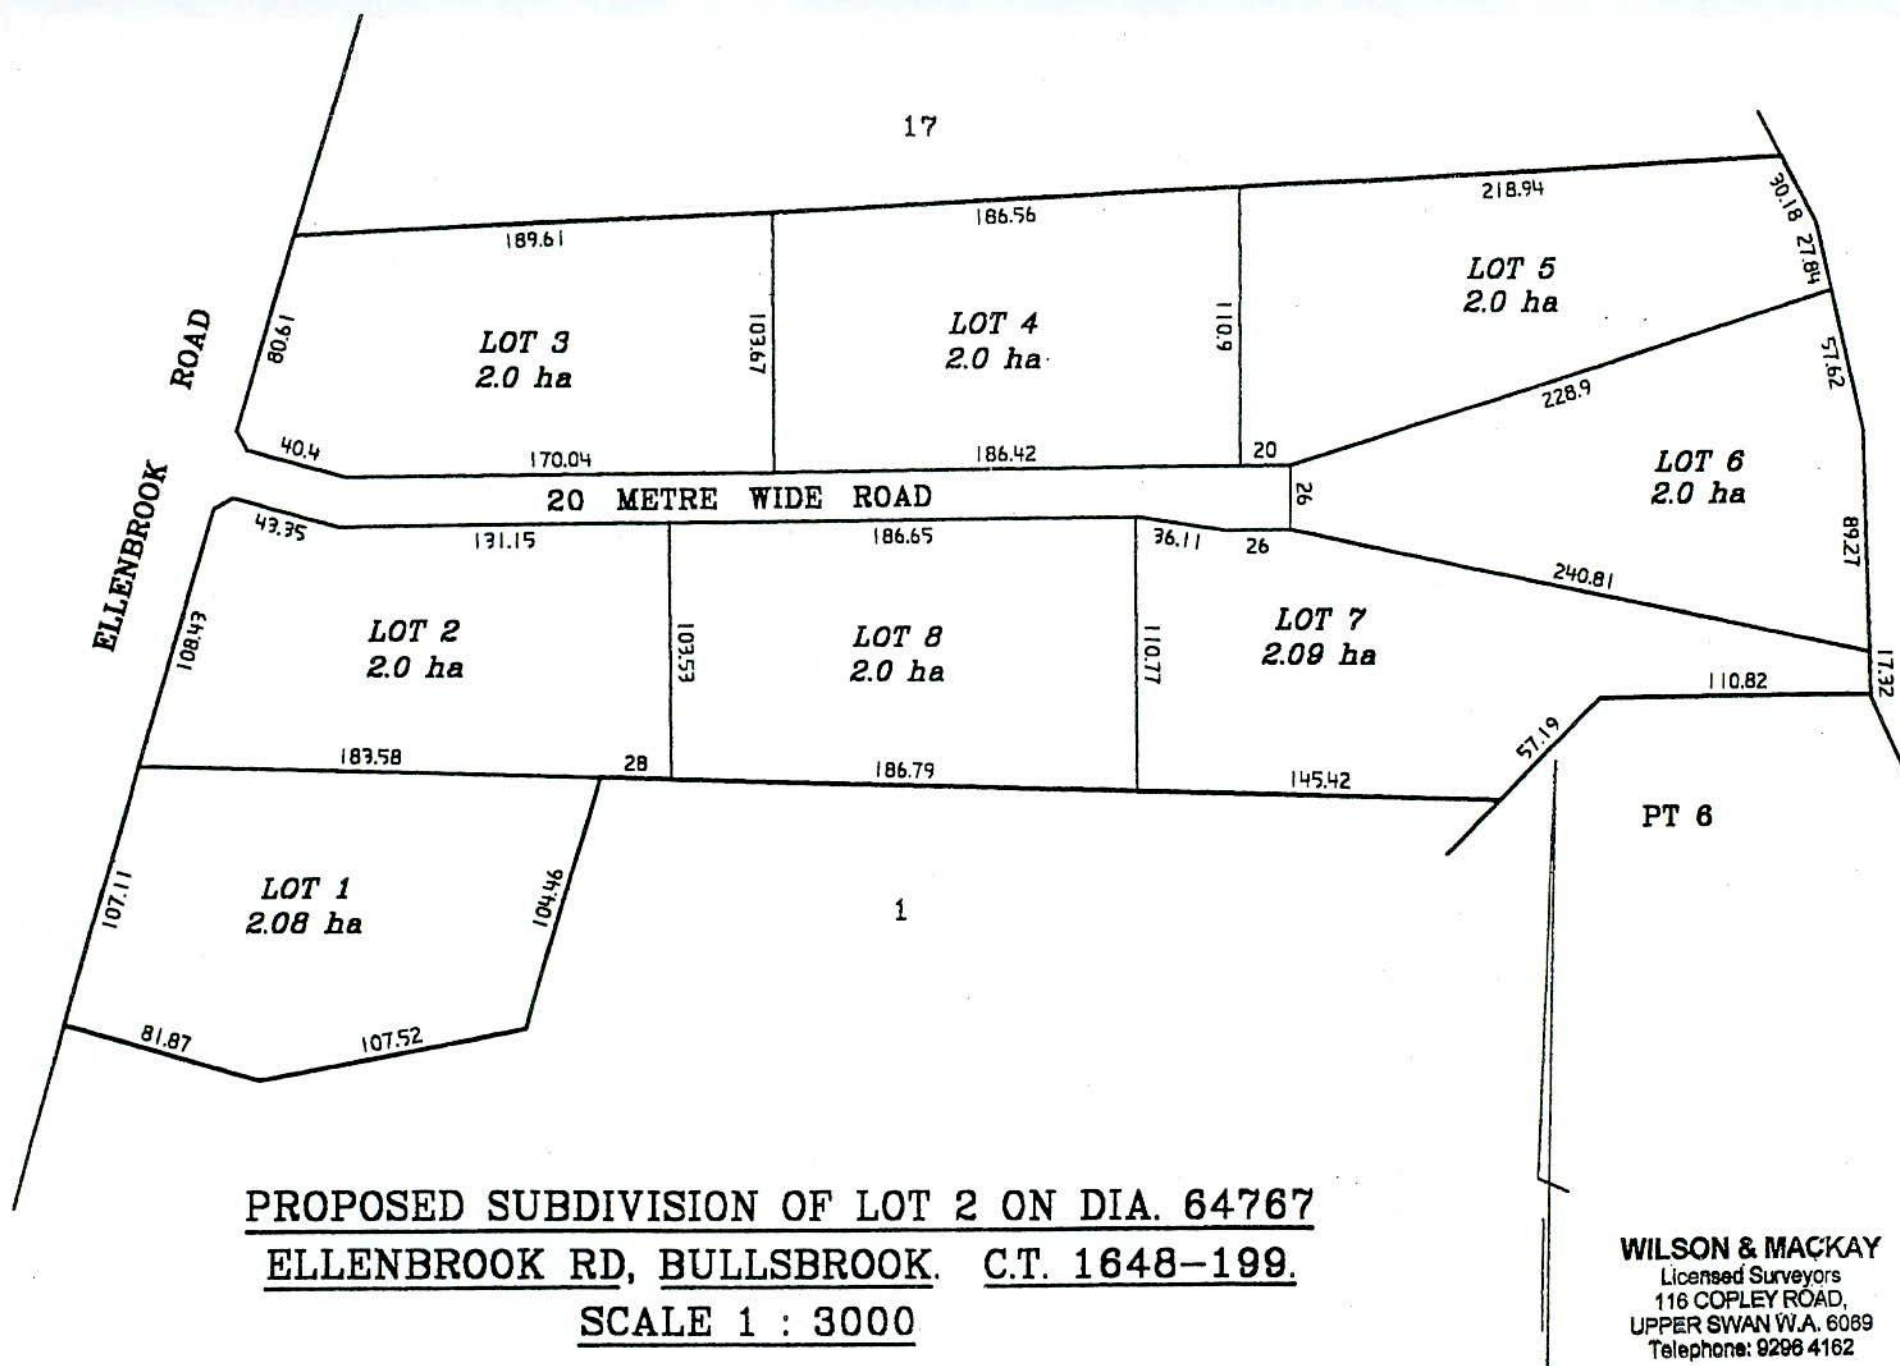 17
189.61
186.56
218.94
30.18
27.84
80.61
LOT 3
2.0 ha
103.67
LOT 4
2.0 ha
110.9
LOT 5
2.0 ha
57.62
228.9
ELLENBROOK ROAD
40.4
170.04
186.42
20
LOT 6
2.0 ha
20 METRE WIDE ROAD
26
43.35
131.15
186.65
36.11
26
89.27
240.81
108.43
LOT 2
2.0 ha
103.53
LOT 8
2.0 ha
110.77
LOT 7
2.09 ha
17.32
110.82
57.19
183.58
28
186.79
145.42
PT 6
107.11
LOT 1
2.08 ha
104.46
1
81.87
107.52
PROPOSED SUBDIVISION OF LOT 2 ON DIA. 64767
ELLENBROOK RD, BULLSBROOK. C.T. 1648-199.
SCALE 1 : 3000
WILSON & MACKAY
Licensed Surveyors
116 COPLEY ROAD,
UPPER SWAN W.A. 6069
Telephone: 9296 4162